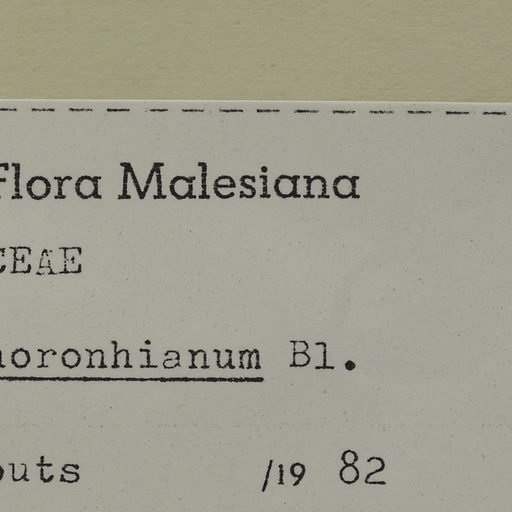 Flora Malesiana
CEAE
noronhianum Bl.
outs /19 82